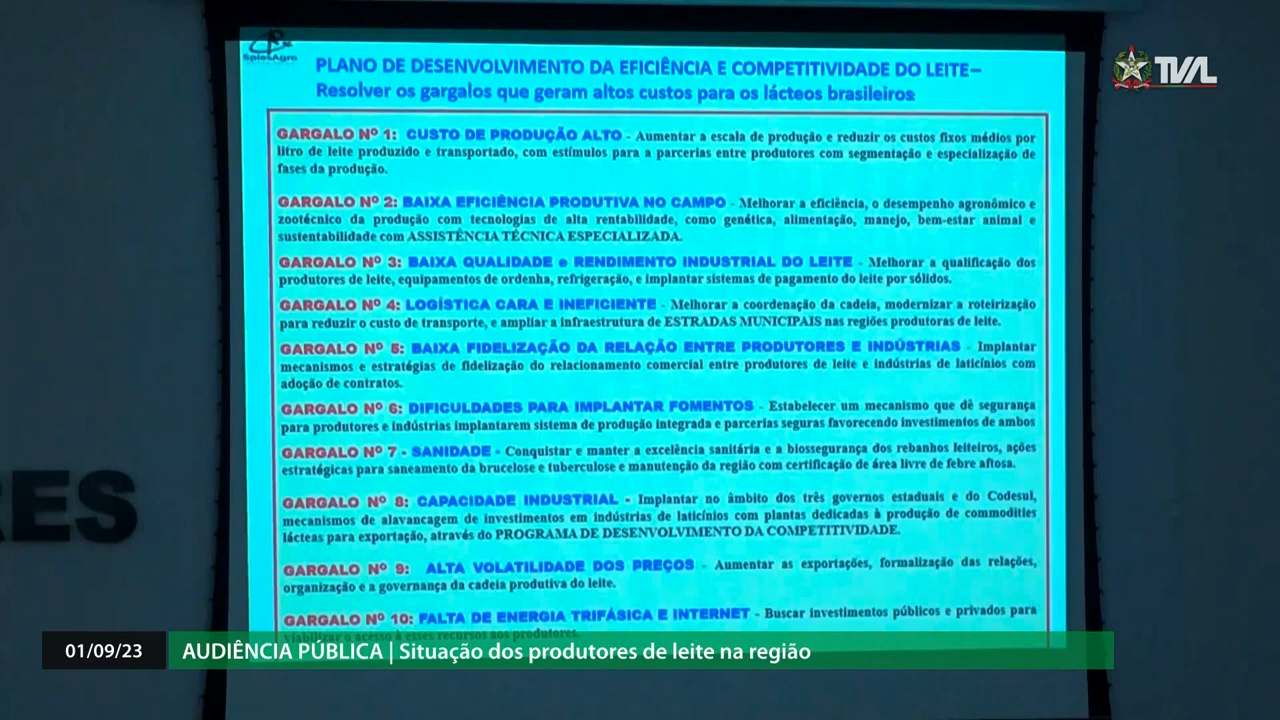 SpiesAgro
PLANO DE DESENVOLVIMENTO DA EFICIÊNCIA E COMPETITIVIDADE DO LEITE–
Resolver os gargalos que geram altos custos para os lácteos brasileiros
TVAL
GARGALO Nº 1: CUSTO DE PRODUÇÃO ALTO - Aumentar a escala de produção e reduzir os custos fixos médios por
litro de leite produzido e transportado, com estímulos para a parcerias entre produtores com segmentação e especialização de
fases da produção.
GARGALO Nº 2: BAIXA EFICIÊNCIA PRODUTIVA NO CAMPO - Melhorar a eficiência, o desempenho agronômico e
zootécnico da produção com tecnologias de alta rentabilidade, como genética, alimentação, manejo, bem-estar animal e
sustentabilidade com ASSISTÊNCIA TÉCNICA ESPECIALIZADA.
GARGALO Nº 3: BAIXA QUALIDADE e RENDIMENTO INDUSTRIAL DO LEITE - Melhorar a qualificação dos
produtores de leite, equipamentos de ordenha, refrigeração, e implantar sistemas de pagamento do leite por sólidos.
GARGALO Nº 4: LOGÍSTICA CARA E INEFICIENTE - Melhorar a coordenação da cadeia, modernizar a roteirização
para reduzir o custo de transporte, e ampliar a infraestrutura de ESTRADAS MUNICIPAIS nas regiões produtoras de leite.
GARGALO Nº 5: BAIXA FIDELIZAÇÃO DA RELAÇÃO ENTRE PRODUTORES E INDÚSTRIAS - Implantar
mecanismos e estratégias de fidelização do relacionamento comercial entre produtores de leite e indústrias de laticínios com
adoção de contratos.
GARGALO Nº 6: DIFICULDADES PARA IMPLANTAR FOMENTOS - Estabelecer um mecanismo que dê segurança
para produtores e indústrias implantarem sistema de produção integrada e parcerias seguras favorecendo investimentos de ambos
GARGALO Nº 7 - SANIDADE - Conquistar e manter a excelência sanitária e a biossegurança dos rebanhos leiteiros, ações
estratégicas para saneamento da brucelose e tuberculose e manutenção da região com certificação de área livre de febre aftosa.
GARGALO Nº 8: CAPACIDADE INDUSTRIAL - Implantar no âmbito dos três governos estaduais e do Codesul,
mecanismos de alavancagem de investimentos em indústrias de laticínios com plantas dedicadas à produção de commodities
lácteas para exportação, através do PROGRAMA DE DESENVOLVIMENTO DA COMPETITIVIDADE.
GARGALO Nº 9: ALTA VOLATILIDADE DOS PREÇOS - Aumentar as exportações, formalização das relações,
organização e a governança da cadeia produtiva do leite.
GARGALO Nº 10: FALTA DE ENERGIA TRIFÁSICA E INTERNET - Buscar investimentos públicos e privados para
viabilizar o acesso à esses recursos aos produtores.
RES
01/09/23 AUDIÊNCIA PÚBLICA | Situação dos produtores de leite na região